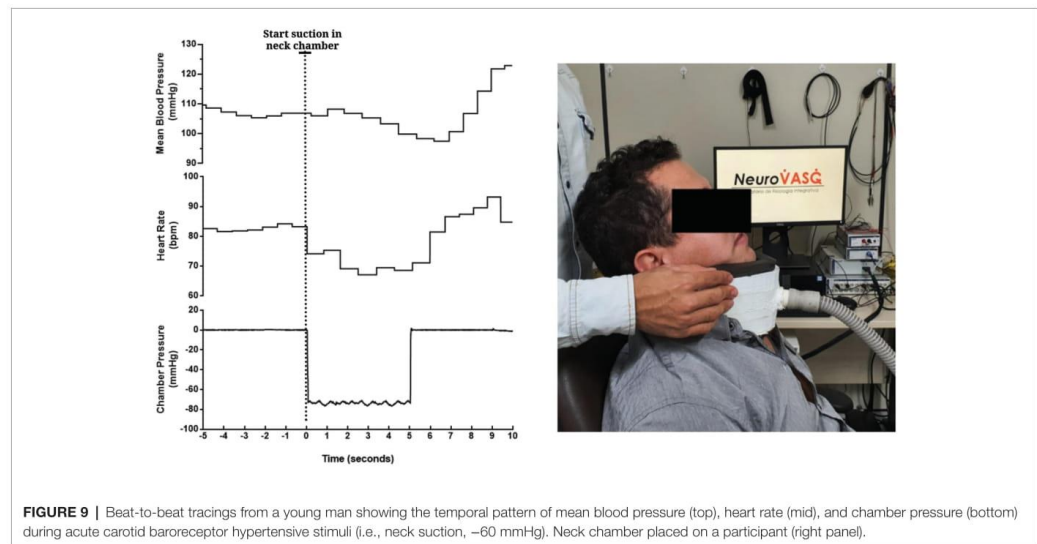 Start suction in
neck chamber
Mean Blood Pressure
(mmHg)
130
120
110
100
90
Heart Rate
(bpm)
100
90
80
70
60
Chamber Pressure
(mmHg)
20
0
-20
-40
-60
-80
-100
-5 -4 -3 -2 -1 0 1 2 3 4 5 6 7 8 9 10
Time (seconds)
NeuroVASQ
FIGURE 9 | Beat-to-beat tracings from a young man showing the temporal pattern of mean blood pressure (top), heart rate (mid), and chamber pressure (bottom)
during acute carotid baroreceptor hypertensive stimuli (i.e., neck suction, −60 mmHg). Neck chamber placed on a participant (right panel).